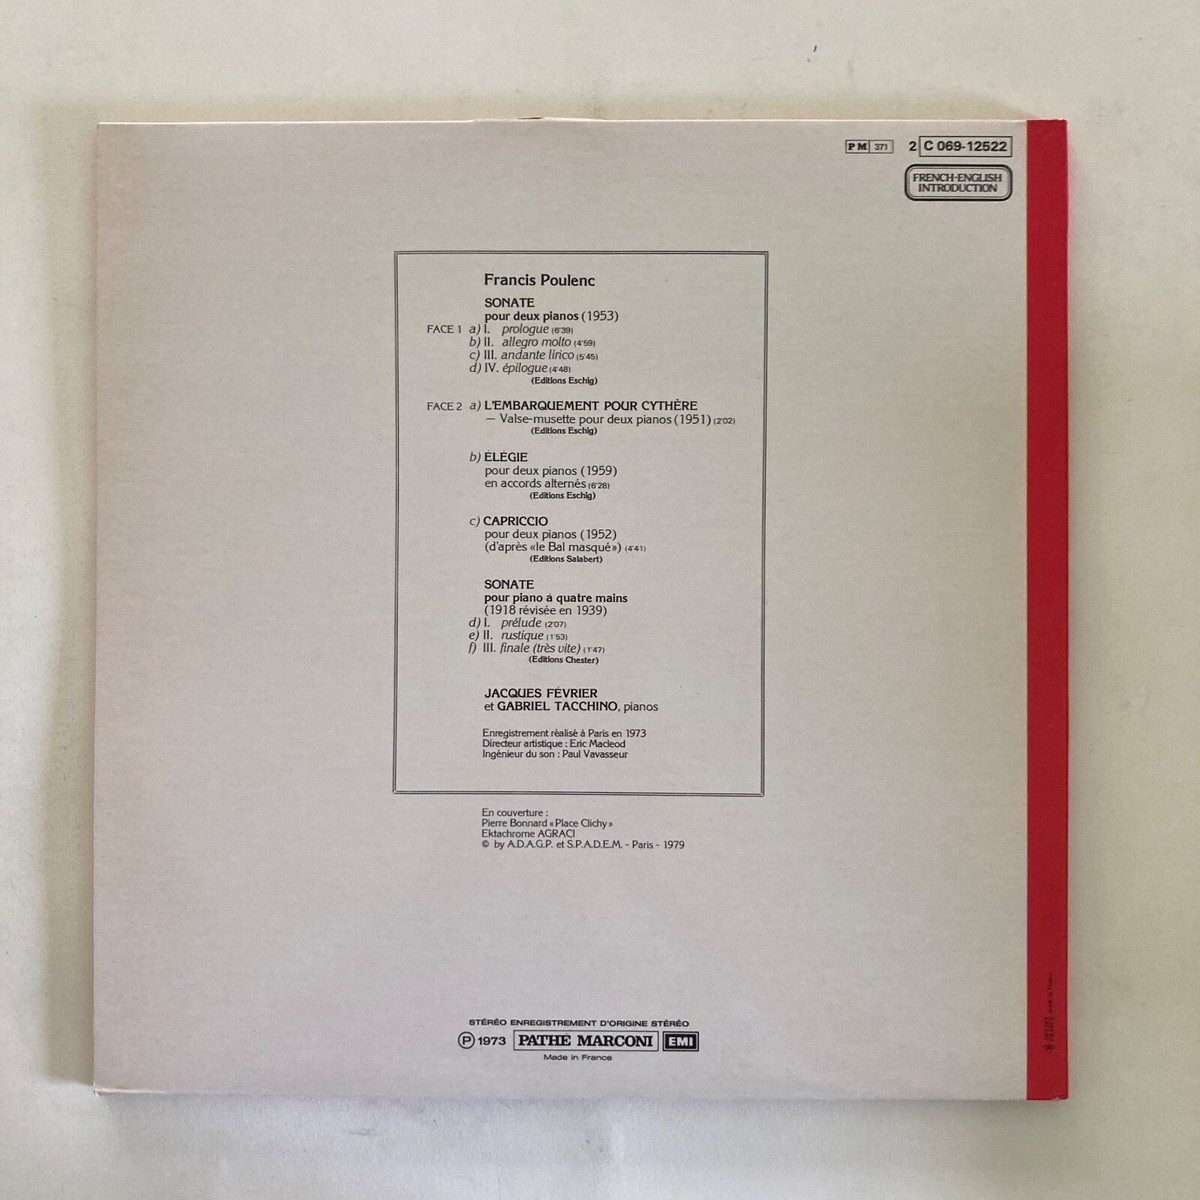 PM 371 2 C 069-12522
FRENCH-ENGLISH
INTRODUCTION
Francis Poulenc
SONATE
pour deux pianos (1953)
FACE 1 a) I. prologue (6'39)
b) II. allegro molto (4'59)
c) III. andante lirico (5'45)
d) IV. épilogue (4'48)
(Editions Eschig)
FACE 2 a) L'EMBARQUEMENT POUR CYTHÈRE
— Valse-musette pour deux pianos (1951) (2'02)
(Editions Eschig)
b) ÉLÉGIE
pour deux pianos (1959)
en accords alternés (6'28)
(Editions Eschig)
c) CAPRICCIO
pour deux pianos (1952)
(d'après «le Bal masqué») (4'41)
(Editions Salabert)
SONATE
pour piano à quatre mains
(1918 révisée en 1939)
d) I. prélude (2'07)
e) II. rustique (1'53)
f) III. finale (très vite) (1'47)
(Editions Chester)
JACQUES FÉVRIER
et GABRIEL TACCHINO, pianos
Enregistrement réalisé à Paris en 1973
Directeur artistique : Eric Macleod
Ingénieur du son : Paul Vavasseur
En couverture :
Pierre Bonnard «Place Clichy»
Ektachrome AGRACI
© by A.D.A.G.P. et S.P.A.D.E.M. - Paris - 1979
STÉRÉO ENREGISTREMENT D'ORIGINE STÉRÉO
Ⓟ 1973 PATHÉ MARCONI EMI
Made in France